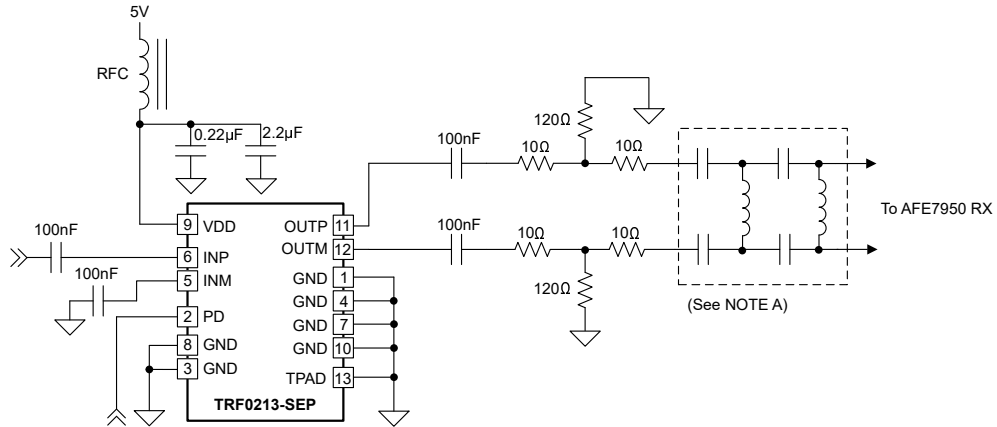 5V
RFC
0.22µF
2.2µF
120Ω
100nF
10Ω
10Ω
100nF
10Ω
10Ω
120Ω
To AFE7950 RX
(See NOTE A)
100nF
100nF
9 VDD
6 INP
5 INM
2 PD
8 GND
3 GND
OUTP 11
OUTM 12
GND 1
GND 4
GND 7
GND 10
TPAD 13
TRF0213-SEP